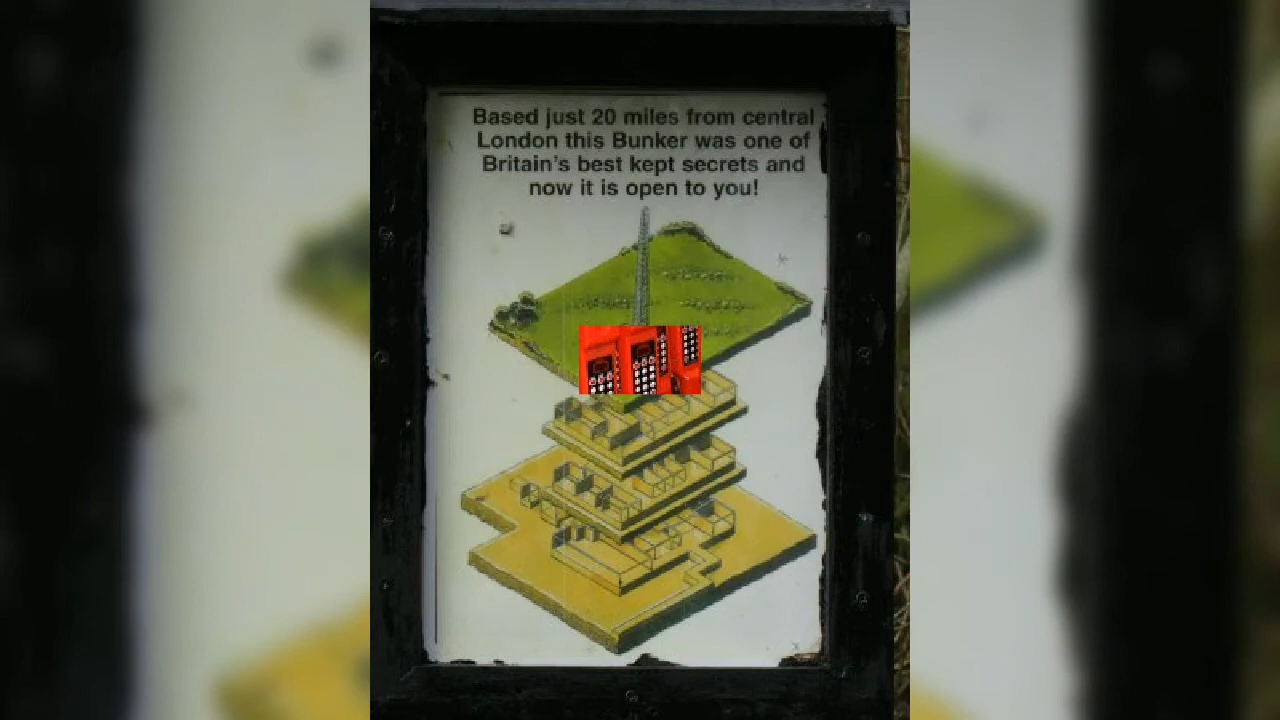 Based just 20 miles from central
London this Bunker was one of
Britain's best kept secrets and
now it is open to you!